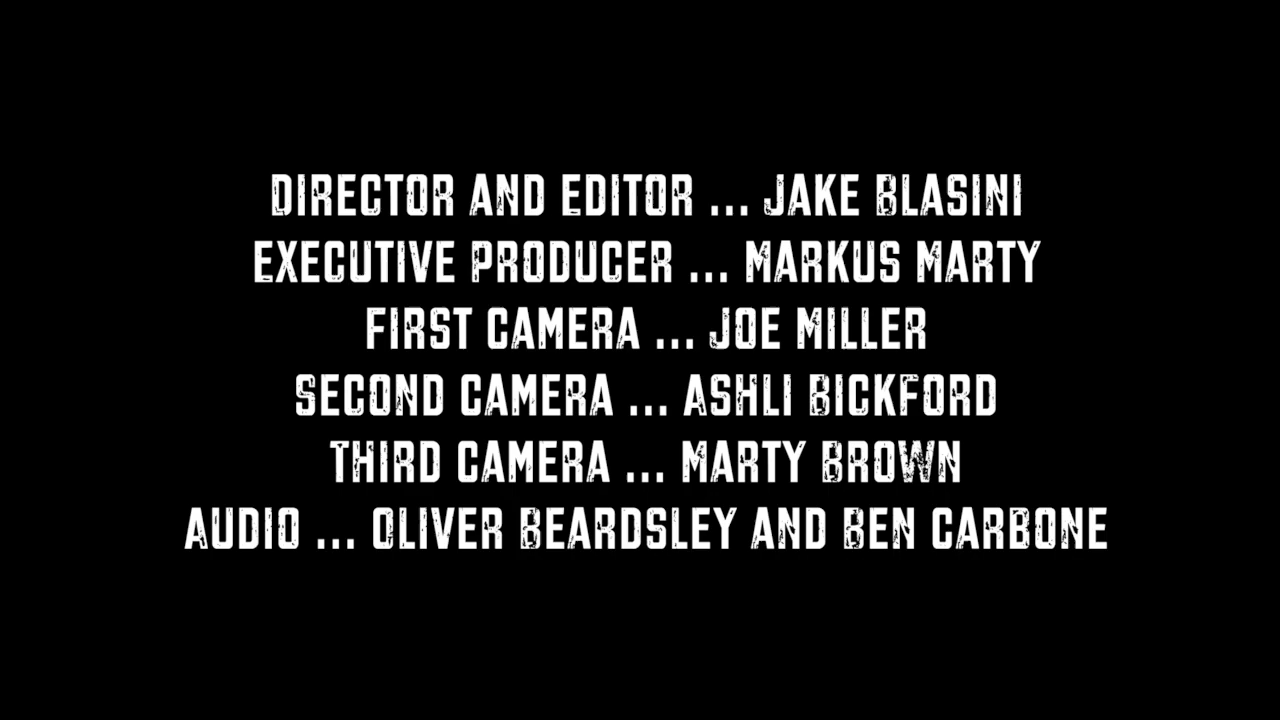 DIRECTOR AND EDITOR ... JAKE BLASINI
EXECUTIVE PRODUCER ... MARKUS MARTY
FIRST CAMERA ... JOE MILLER
SECOND CAMERA ... ASHLI BICKFORD
THIRD CAMERA ... MARTY BROWN
AUDIO ... OLIVER BEARDSLEY AND BEN CARBONE